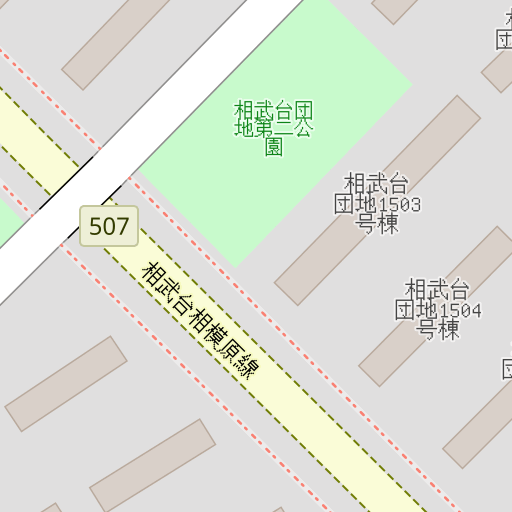 団
相武台団
地第二公
園
相武台
団地1503
号棟
507
相武台相模原線
相武台
団地1504
号棟
団